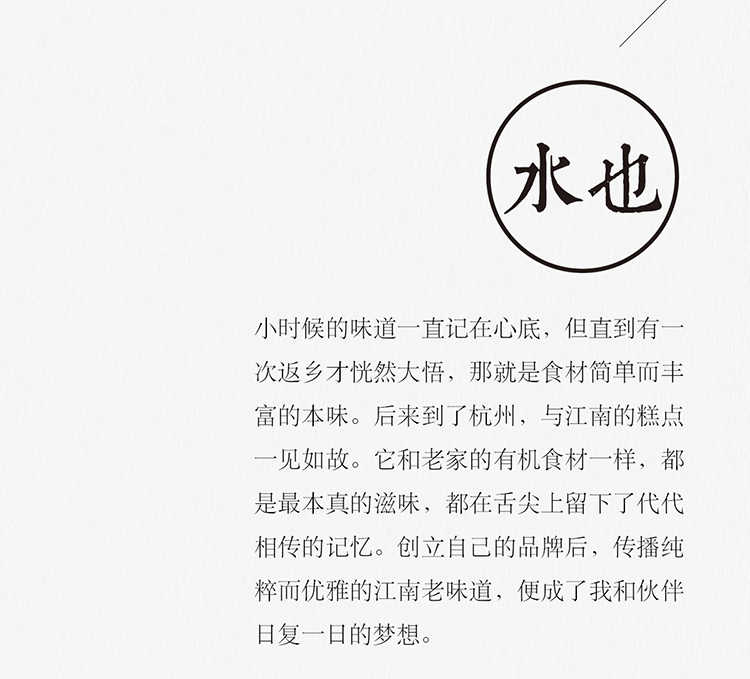 水也
小时候的味道一直记在心底，但直到有一
次返乡才恍然大悟，那就是食材简单而丰
富的本味。后来到了杭州，与江南的糕点
一见如故。它和老家的有机食材一样，都
是最本真的滋味，都在舌尖上留下了代代
相传的记忆。创立自己的品牌后，传播纯
粹而优雅的江南老味道，便成了我和伙伴
日复一日的梦想。